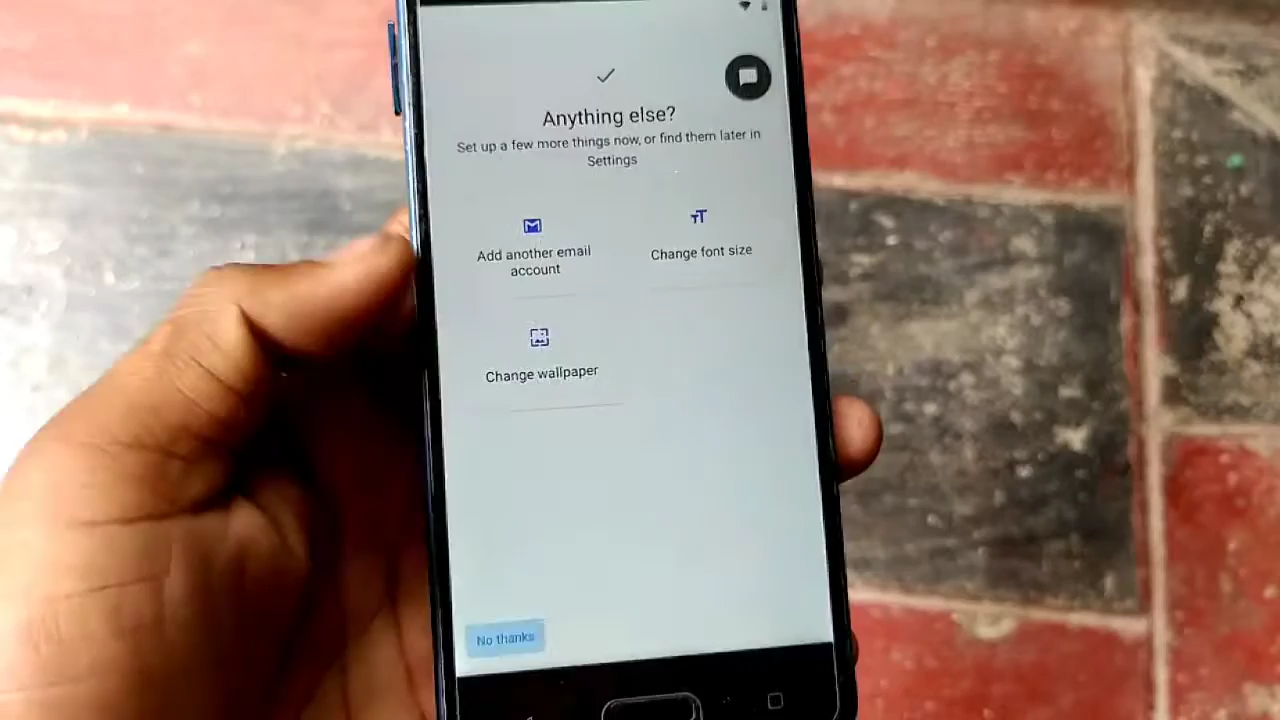 Anything else?
Set up a few more things now, or find them later in
Settings
Add another email
account
Change font size
Change wallpaper
No thanks